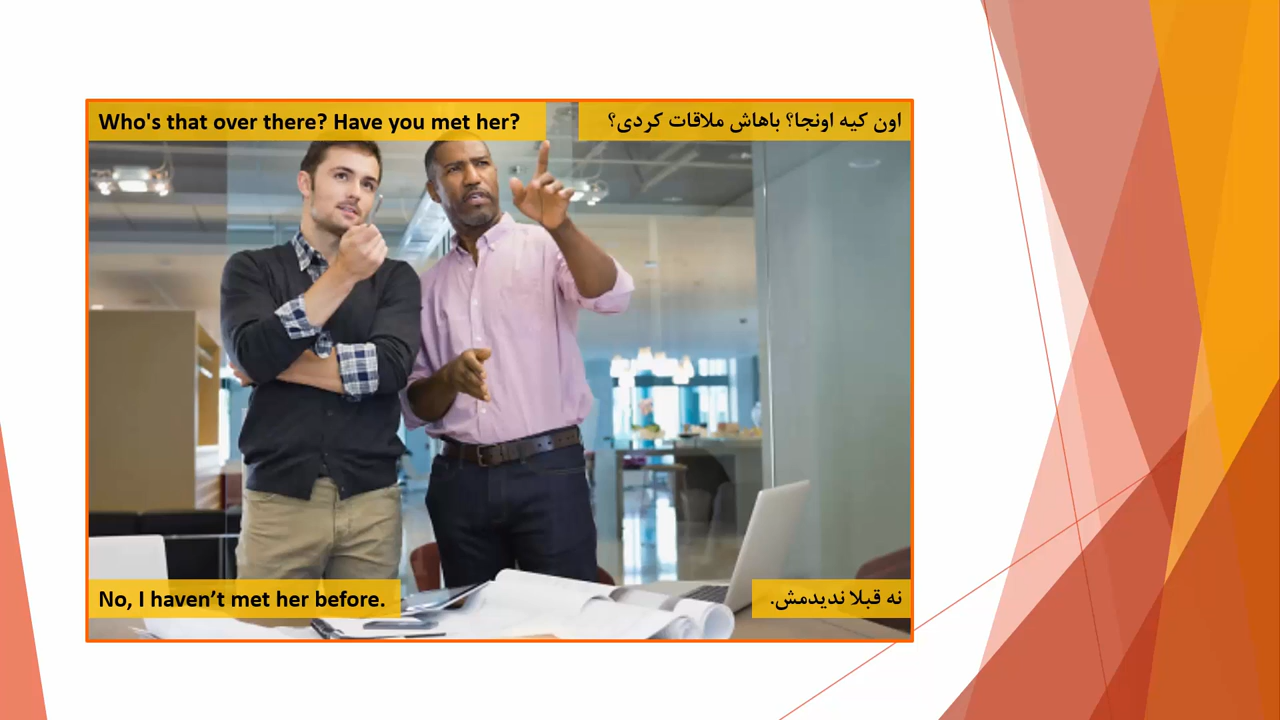 Who's that over there? Have you met her?
اون کیه اونجا؟ باهاش ملاقات کردی؟
No, I haven’t met her before.
نه قبلا ندیدمش.